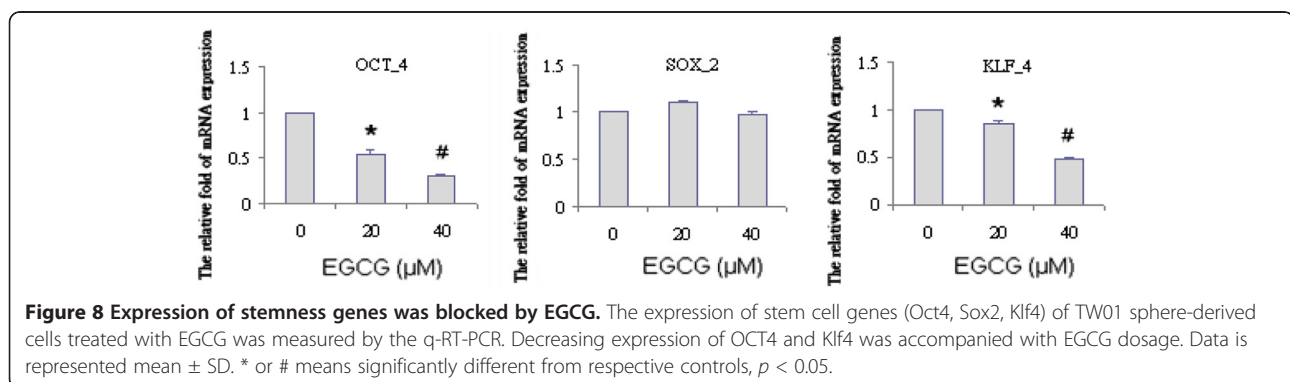 The relative fold of mRNA expression
OCT_4
1.5
1
0.5
0
*
#
0 20 40
EGCG (µM)
The relative fold of mRNA expression
SOX_2
1.5
1
0.5
0
0 20 40
EGCG (µM)
The relative fold of mRNA expression
KLF_4
1.5
1
0.5
0
*
#
0 20 40
EGCG (µM)
Figure 8 Expression of stemness genes was blocked by EGCG. The expression of stem cell genes (Oct4, Sox2, Klf4) of TW01 sphere-derived
cells treated with EGCG was measured by the q-RT-PCR. Decreasing expression of OCT4 and Klf4 was accompanied with EGCG dosage. Data is
represented mean ± SD. * or # means significantly different from respective controls, p < 0.05.